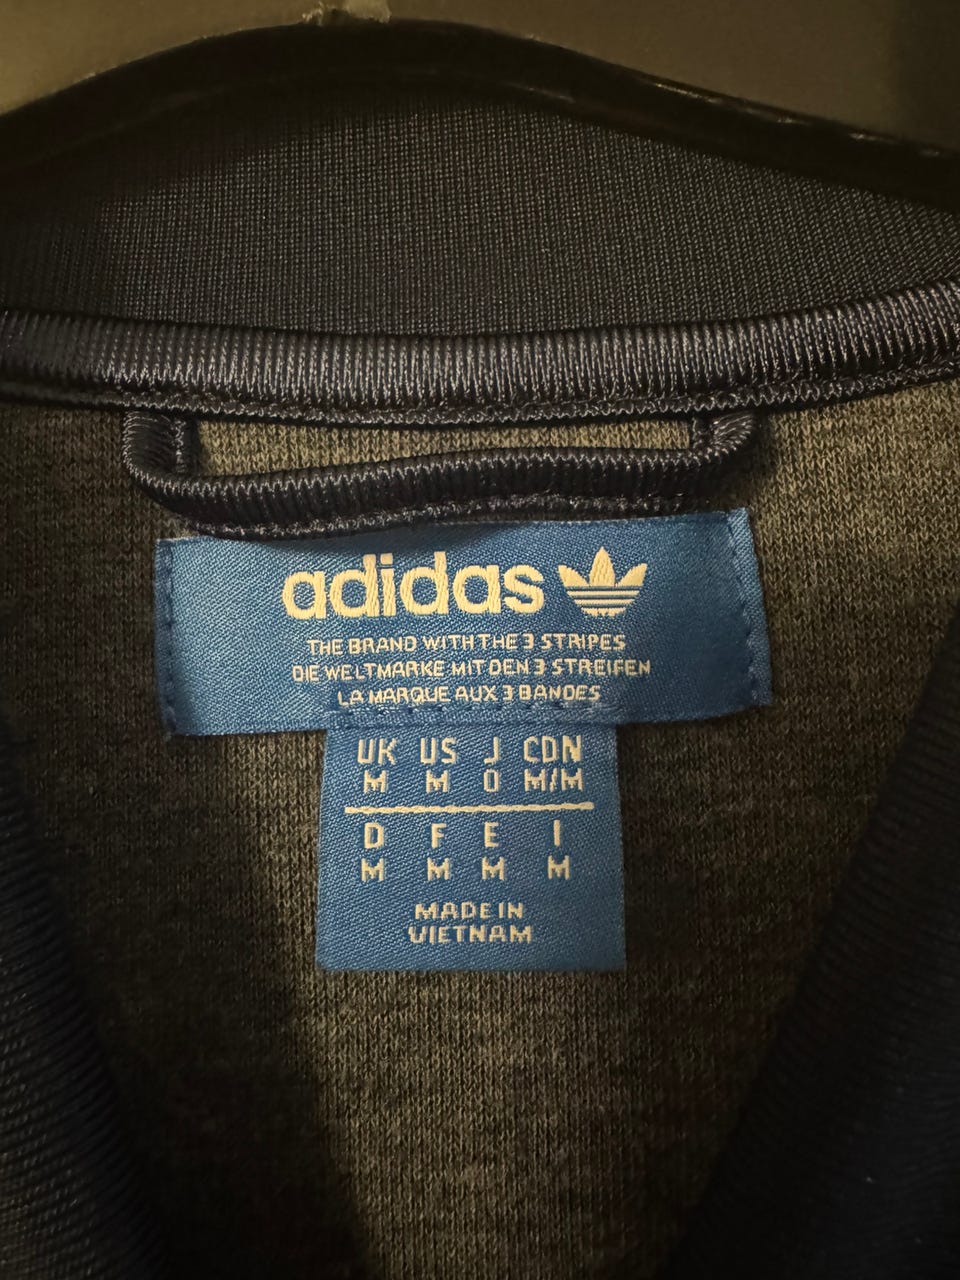 adidas
THE BRAND WITH THE 3 STRIPES
DIE WELTMARKE MIT DEN 3 STREIFEN
LA MARQUE AUX 3 BANDES
UK US J CDN
M M O M/M
D F E I
M M M M
MADE IN
VIETNAM